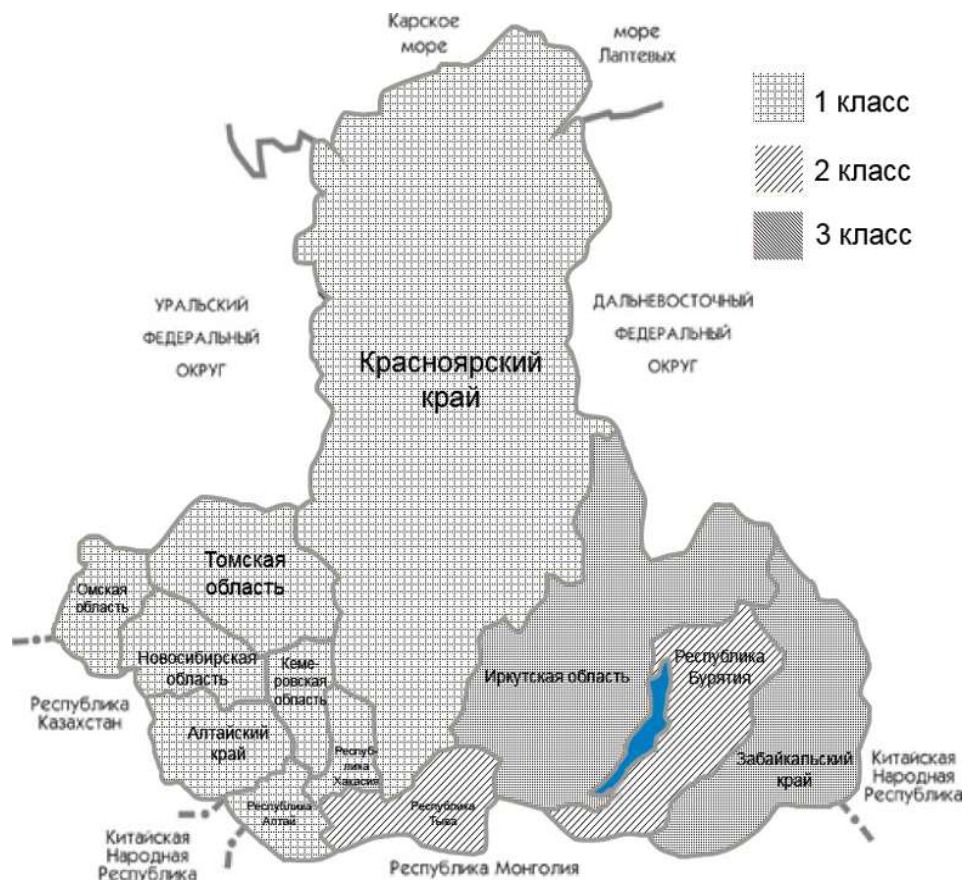 Карское
море
море
Лаптевых
1 класс
2 класс
3 класс
УРАЛЬСКИЙ
ФЕДЕРАЛЬНЫЙ
ОКРУГ
ДАЛЬНЕВОСТОЧНЫЙ
ФЕДЕРАЛЬНЫЙ
ОКРУГ
Красноярский
край
Томская
область
Омская
область
Новосибирская
область
Кеме-
ровская
область
Иркутская область
Республика
Бурятия
Республика
Казахстан
Алтайский
край
Респуб-
лика
Хакасия
Забайкальский
край
Китайская
Народная
Республика
Республика
Алтай
Республика
Тыва
Китайская
Народная
Республика
Республика Монголия